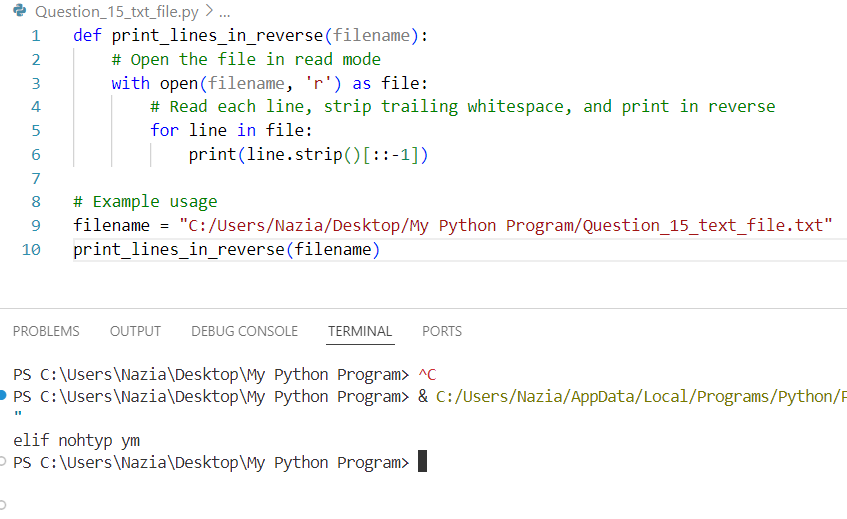 Question_15_txt_file.py > ...
1 def print_lines_in_reverse(filename):
2     # Open the file in read mode
3     with open(filename, 'r') as file:
4         # Read each line, strip trailing whitespace, and print in reverse
5         for line in file:
6             print(line.strip()[::-1])
7
8 # Example usage
9 filename = "C:/Users/Nazia/Desktop/My Python Program/Question_15_text_file.txt"
10 print_lines_in_reverse(filename)
PROBLEMS OUTPUT DEBUG CONSOLE TERMINAL PORTS
PS C:\Users\Nazia\Desktop\My Python Program> ^C
PS C:\Users\Nazia\Desktop\My Python Program> & C:/Users/Nazia/AppData/Local/Programs/Python/
"
elif nohtyp ym
PS C:\Users\Nazia\Desktop\My Python Program>